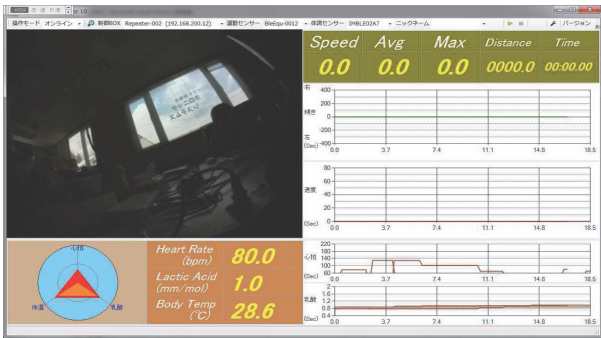 操作モード オンライン 制御BOX Repeater-002 [192.168.200.12] 運動センサー BleEqu-0012 体調センサー IMBLE02A7 ニックネーム バージョン
Speed Avg Max Distance Time
0.0 0.0 0.0 0000.0 00:00.00
右
400
200
傾き
0
-200
左
-400
(Sec) 0.0 3.7 7.4 11.1 14.8 18.5
80
60
速度
40
20
0
(Sec) 0.0 3.7 7.4 11.1 14.8 18.5
220
180
心拍
140
100
60
(Sec) 0.0 3.7 7.4 11.1 14.8 18.5
2
1.6
乳酸
1.2
0.8
0.4
(Sec) 0.0 3.7 7.4 11.1 14.8 18.5
心拍
体温
乳酸
Heart Rate
(bpm)
80.0
Lactic Acid
(mm/mol)
1.0
Body Temp
(℃)
28.6